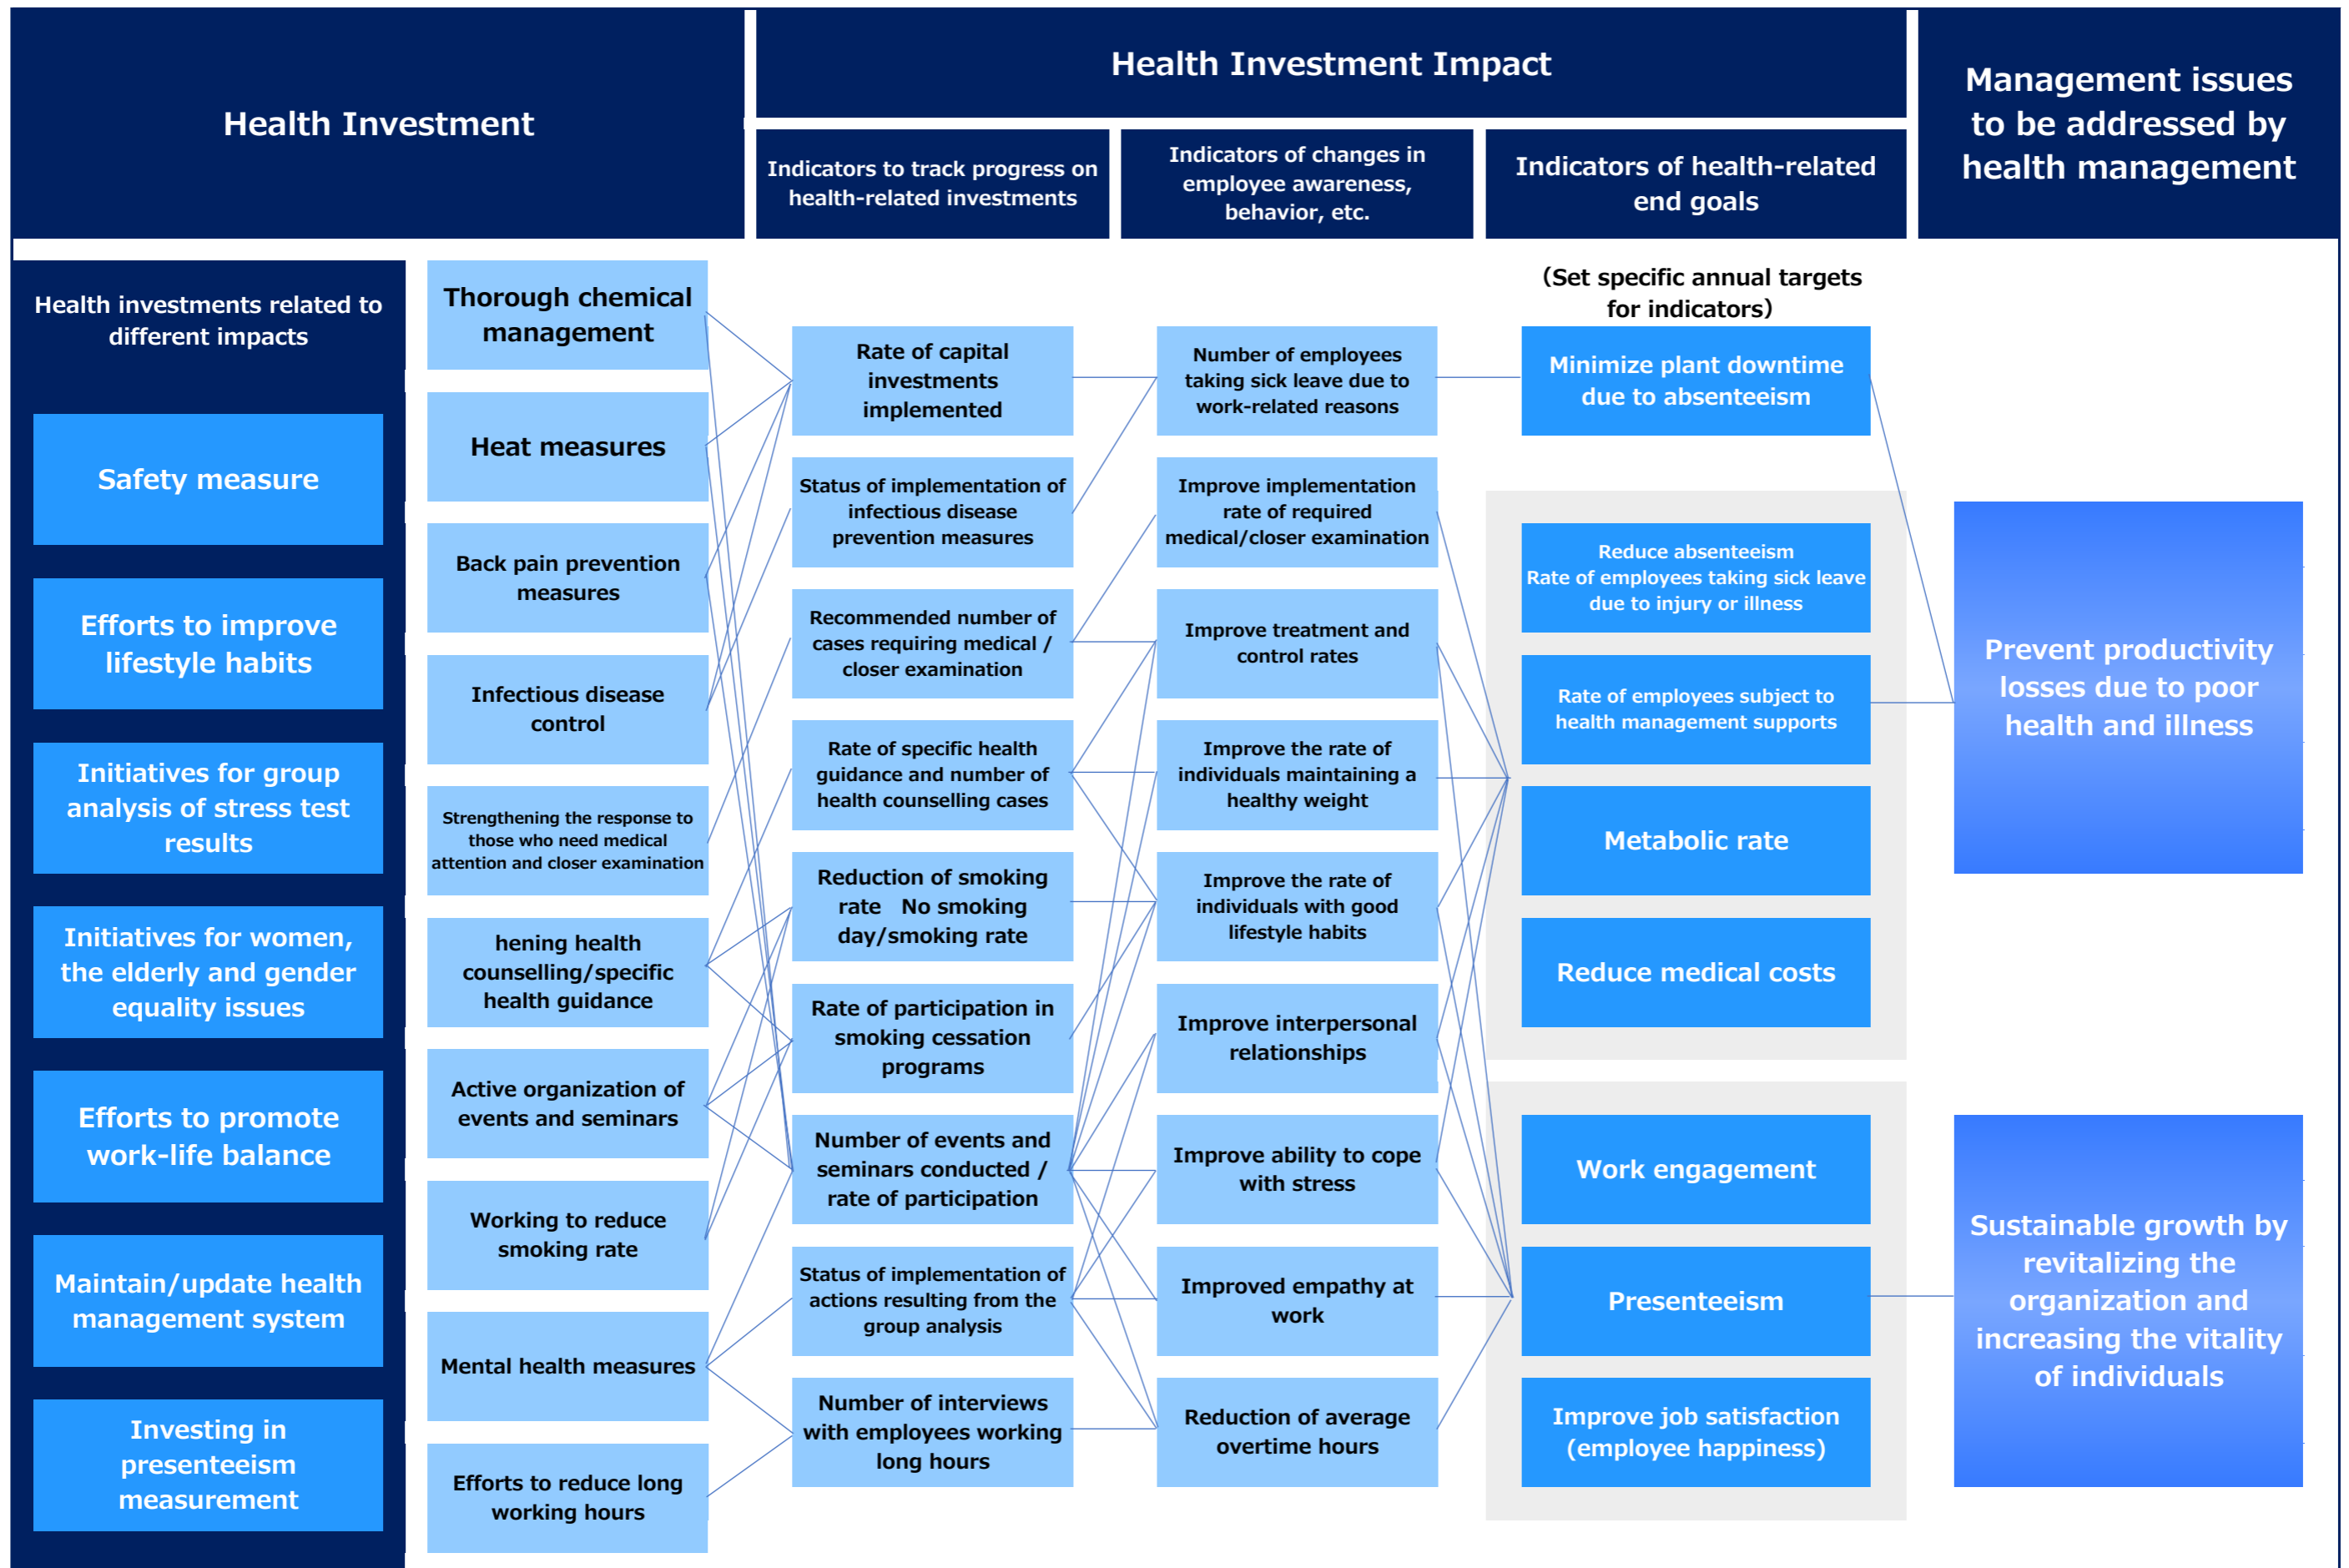 Health Investment
Health Investment Impact
Management issues
to be addressed by
health management
Indicators to track progress on
health-related investments
Indicators of changes in
employee awareness,
behavior, etc.
Indicators of health-related
end goals
Health investments related to
different impacts
Safety measure
Efforts to improve
lifestyle habits
Initiatives for group
analysis of stress test
results
Initiatives for women,
the elderly and gender
equality issues
Efforts to promote
work-life balance
Maintain/update health
management system
Investing in
presenteeism
measurement
Thorough chemical
management
Heat measures
Back pain prevention
measures
Infectious disease
control
Strengthening the response to
those who need medical
attention and closer examination
hening health
counselling/specific
health guidance
Active organization of
events and seminars
Working to reduce
smoking rate
Mental health measures
Efforts to reduce long
working hours
Rate of capital
investments
implemented
Status of implementation of
infectious disease
prevention measures
Recommended number of
cases requiring medical /
closer examination
Rate of specific health
guidance and number of
health counselling cases
Reduction of smoking
rate　No smoking
day/smoking rate
Rate of participation in
smoking cessation
programs
Number of events and
seminars conducted /
rate of participation
Status of implementation of
actions resulting from the
group analysis
Number of interviews
with employees working
long hours
Number of employees
taking sick leave due to
work-related reasons
Improve implementation
rate of required
medical/closer examination
Improve treatment and
control rates
Improve the rate of
individuals maintaining a
healthy weight
Improve the rate of
individuals with good
lifestyle habits
Improve interpersonal
relationships
Improve ability to cope
with stress
Improved empathy at
work
Reduction of average
overtime hours
（Set specific annual targets
for indicators）
Minimize plant downtime
due to absenteeism
Reduce absenteeism
Rate of employees taking sick leave
due to injury or illness
Rate of employees subject to
health management supports
Metabolic rate
Reduce medical costs
Work engagement
Presenteeism
Improve job satisfaction
(employee happiness)
Prevent productivity
losses due to poor
health and illness
Sustainable growth by
revitalizing the
organization and
increasing the vitality
of individuals